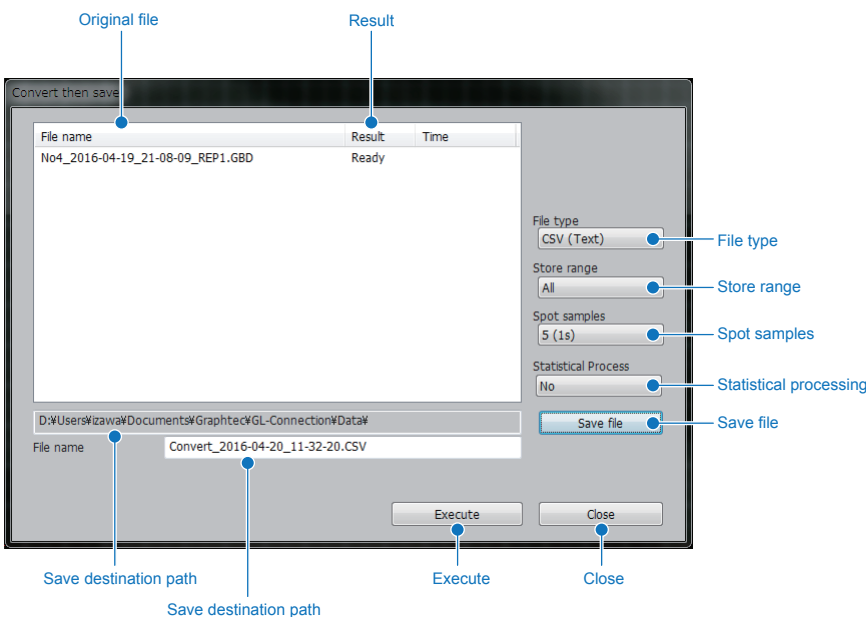 Original file
Result
Convert then save
File name Result Time
No4_2016-04-19_21-08-09_REP1.GBD Ready
File type
CSV (Text)
File type
Store range
All
Store range
Spot samples
5 (1s)
Spot samples
Statistical Process
No
Statistical processing
D:¥Users¥izawa¥Documents¥Graphtec¥GL-Connection¥Data¥
Save file
Save file
File name Convert_2016-04-20_11-32-20.CSV
Execute Close
Save destination path
Execute
Close
Save destination path